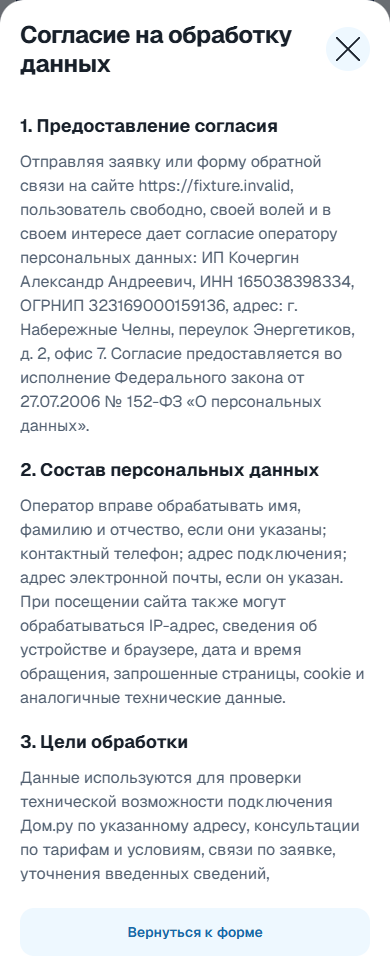 Согласие на обработку
данных
1. Предоставление согласия
Отправляя заявку или форму обратной
связи на сайте https://fixture.invalid,
пользователь свободно, своей волей и в
своем интересе дает согласие оператору
персональных данных: ИП Кочергин
Александр Андреевич, ИНН 165038398334,
ОГРНИП 323169000159136, адрес: г.
Набережные Челны, переулок Энергетиков,
д. 2, офис 7. Согласие предоставляется во
исполнение Федерального закона от
27.07.2006 № 152-ФЗ «О персональных
данных».
2. Состав персональных данных
Оператор вправе обрабатывать имя,
фамилию и отчество, если они указаны;
контактный телефон; адрес подключения;
адрес электронной почты, если он указан.
При посещении сайта также могут
обрабатываться IP-адрес, сведения об
устройстве и браузере, дата и время
обращения, запрошенные страницы, cookie и
аналогичные технические данные.
3. Цели обработки
Данные используются для проверки
технической возможности подключения
Дом.ру по указанному адресу, консультации
по тарифам и условиям, связи по заявке,
уточнения введенных сведений,
Вернуться к форме